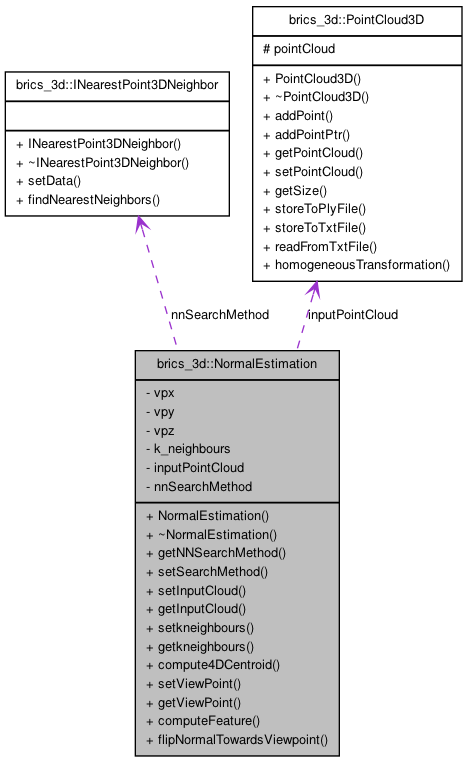 brics_3d::PointCloud3D
# pointCloud
+ PointCloud3D()
+ ~PointCloud3D()
+ addPoint()
+ addPointPtr()
+ getPointCloud()
+ setPointCloud()
+ getSize()
+ storeToPlyFile()
+ storeToTxtFile()
+ readFromTxtFile()
+ homogeneousTransformation()
brics_3d::INearestPoint3DNeighbor
+ INearestPoint3DNeighbor()
+ ~INearestPoint3DNeighbor()
+ setData()
+ findNearestNeighbors()
nnSearchMethod
inputPointCloud
brics_3d::NormalEstimation
- vpx
- vpy
- vpz
- k_neighbours
- inputPointCloud
- nnSearchMethod
+ NormalEstimation()
+ ~NormalEstimation()
+ getNNSearchMethod()
+ setSearchMethod()
+ setInputCloud()
+ getInputCloud()
+ setkneighbours()
+ getkneighbours()
+ compute4DCentroid()
+ setViewPoint()
+ getViewPoint()
+ computeFeature()
+ flipNormalTowardsViewpoint()